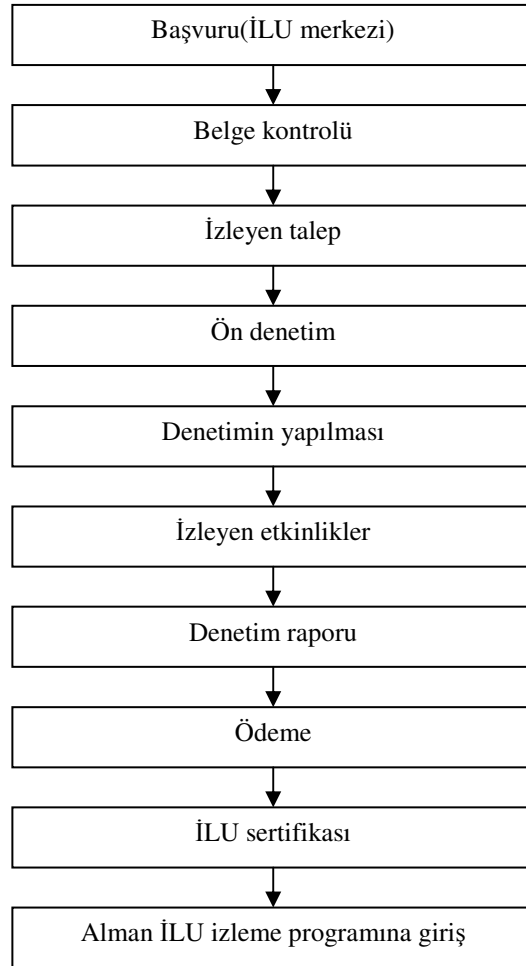 Başvuru(İLU merkezi)
Belge kontrolü
İzleyen talep
Ön denetim
Denetimin yapılması
İzleyen etkinlikler
Denetim raporu
Ödeme
İLU sertifikası
Alman İLU izleme programına giriş